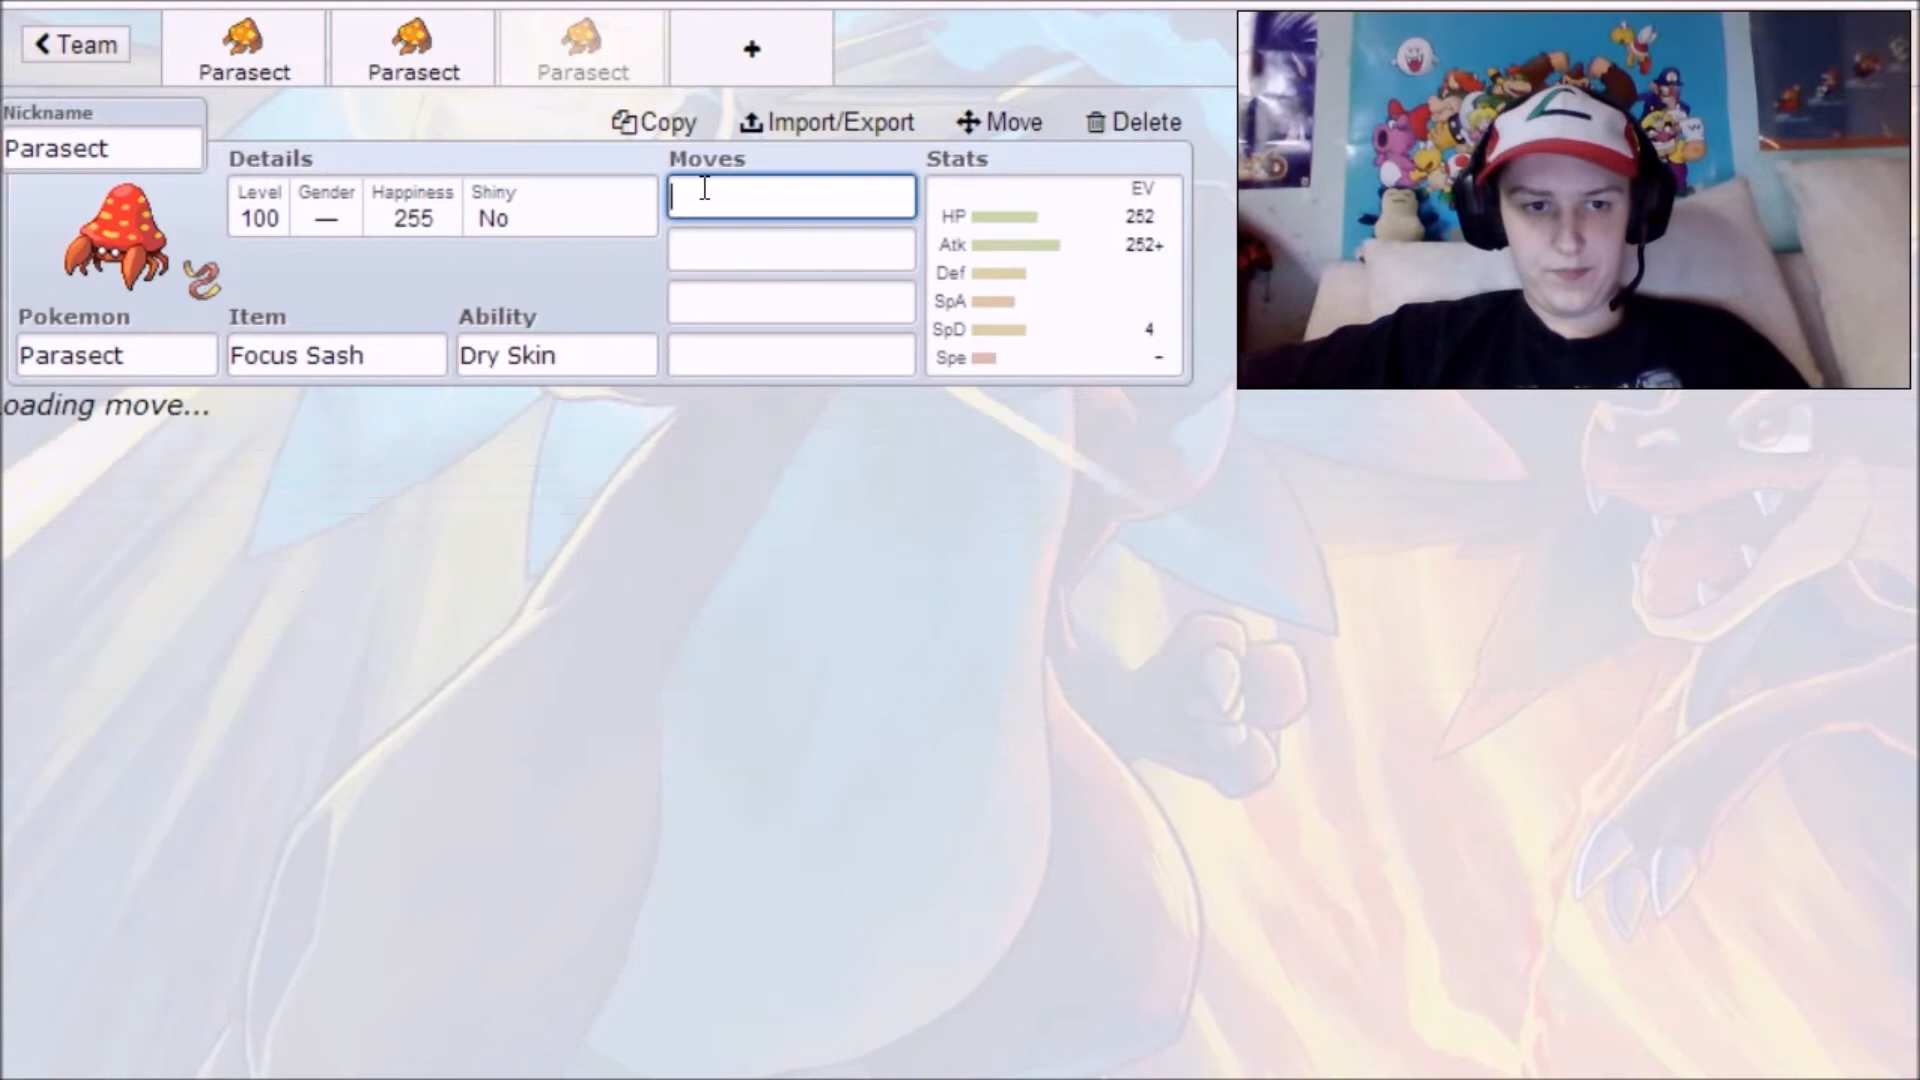 Team
Parasect
Parasect
Parasect
+
Nickname
Parasect
Copy
Import/Export
Move
Delete
Details
Level
100
Gender
—
Happiness
255
Shiny
No
Moves
Stats
EV
HP 252
Atk 252+
Def
SpA
SpD 4
Spe -
Pokemon
Parasect
Item
Focus Sash
Ability
Dry Skin
oading move...